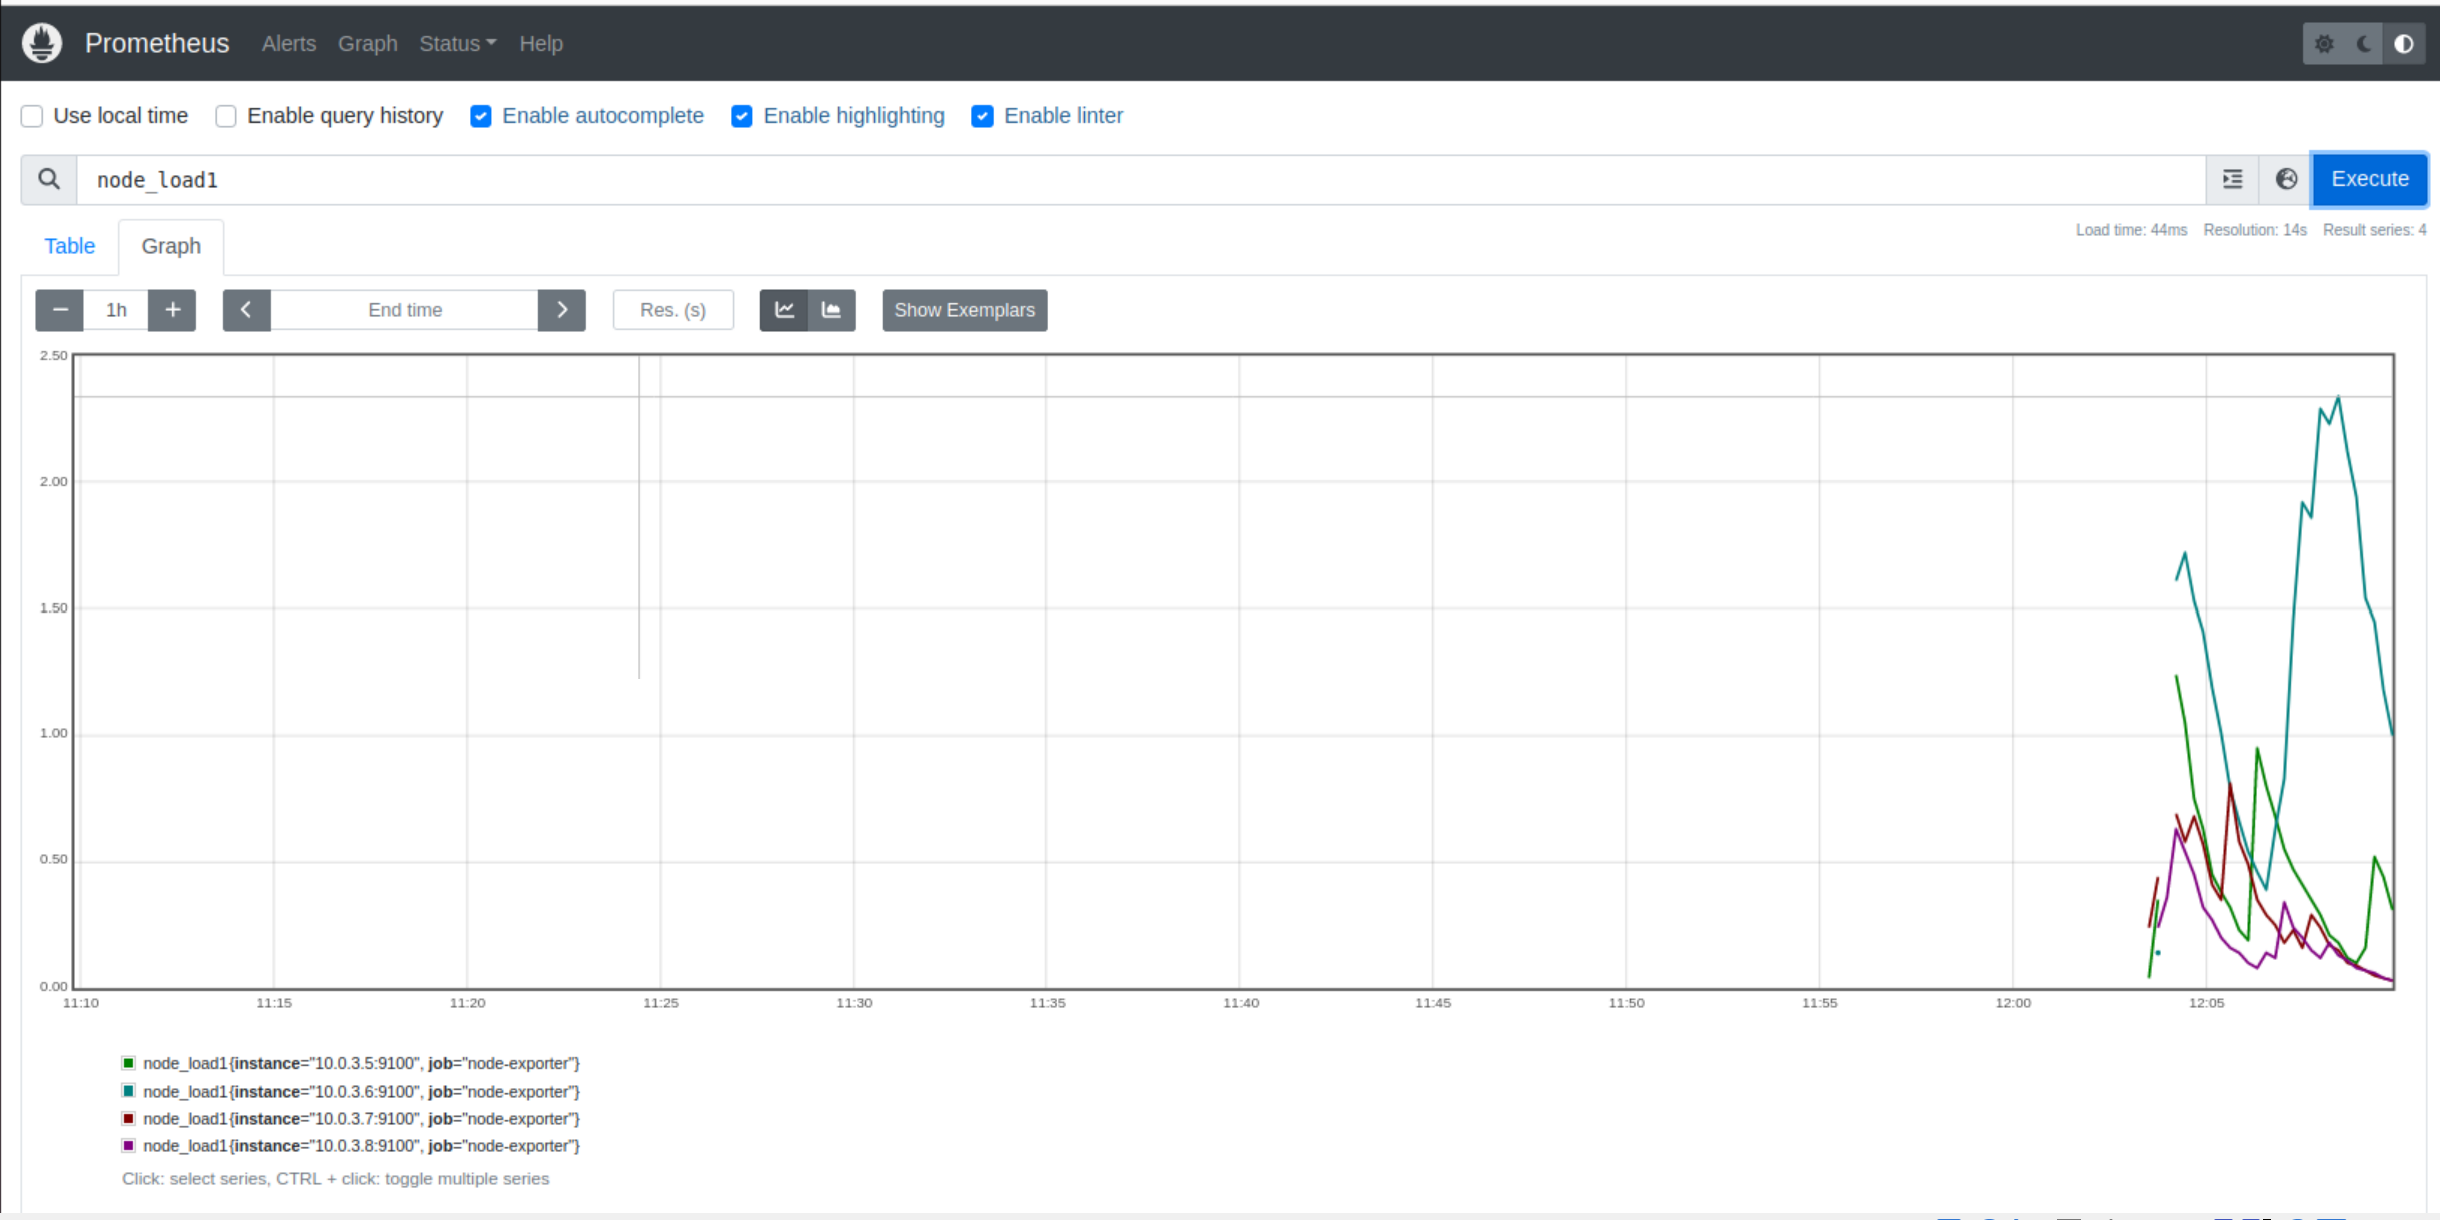 Prometheus Alerts Graph Status Help
Use local time Enable query history Enable autocomplete Enable highlighting Enable linter
node_load1 Execute
Load time: 44ms Resolution: 14s Result series: 4
Table Graph
1h End time Res. (s) Show Exemplars
2.50
2.00
1.50
1.00
0.50
0.00
11:10 11:15 11:20 11:25 11:30 11:35 11:40 11:45 11:50 11:55 12:00 12:05
node_load1{instance="10.0.3.5:9100", job="node-exporter"}
node_load1{instance="10.0.3.6:9100", job="node-exporter"}
node_load1{instance="10.0.3.7:9100", job="node-exporter"}
node_load1{instance="10.0.3.8:9100", job="node-exporter"}
Click: select series, CTRL + click: toggle multiple series